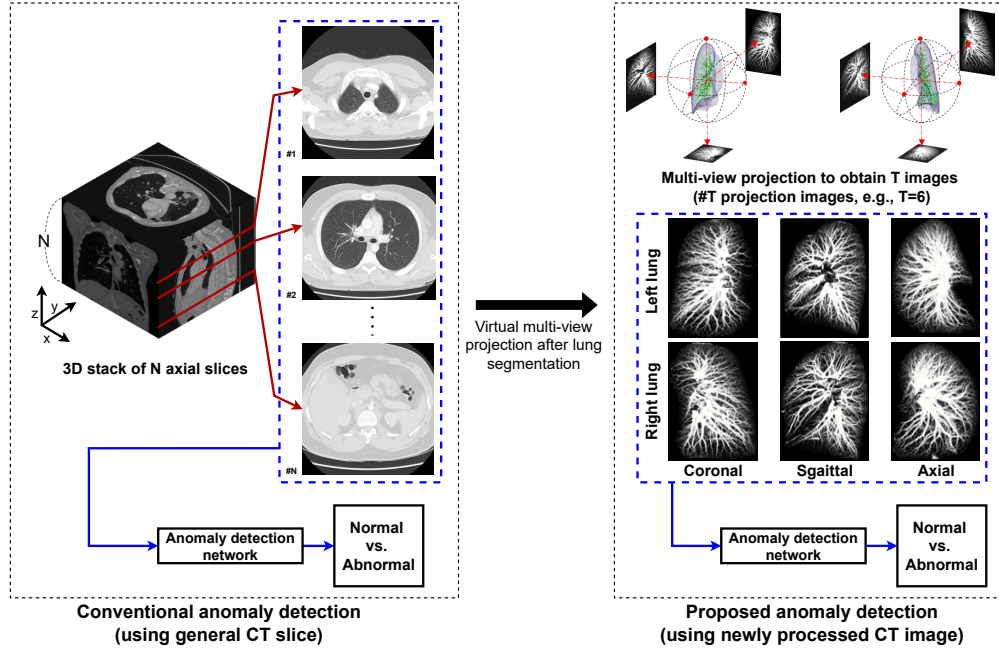 #1
#2
#N
N
z
y
x
3D stack of N axial slices
Anomaly detection
network
Normal
vs.
Abnormal
Conventional anomaly detection
(using general CT slice)
Virtual multi-view
projection after lung
segmentation
Multi-view projection to obtain T images
(#T projection images, e.g., T=6)
Left lung
Right lung
Coronal
Sgaittal
Axial
Anomaly detection
network
Normal
vs.
Abnormal
Proposed anomaly detection
(using newly processed CT image)